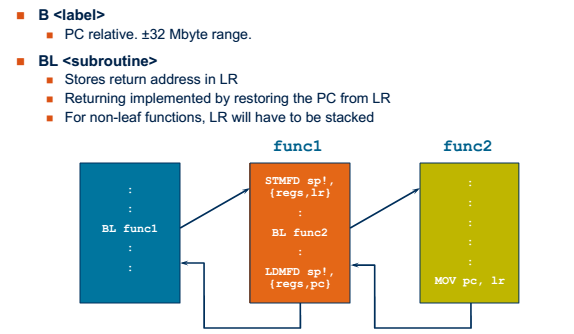 B <label>
PC relative. ±32 Mbyte range.
BL <subroutine>
Stores return address in LR
Returning implemented by restoring the PC from LR
For non-leaf functions, LR will have to be stacked
func1
func2
:
:
BL func1
:
:
STMFD sp!,
{regs,lr}
:
BL func2
:
LDMFD sp!,
{regs,pc}
:
:
:
:
:
MOV pc, lr